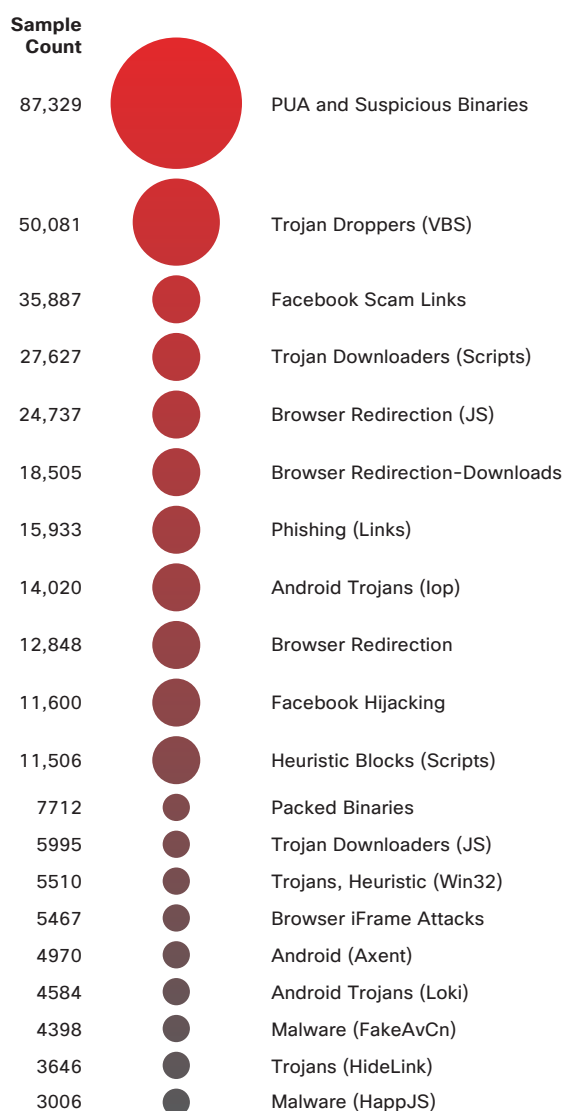 Sample
Count
87,329 PUA and Suspicious Binaries
50,081 Trojan Droppers (VBS)
35,887 Facebook Scam Links
27,627 Trojan Downloaders (Scripts)
24,737 Browser Redirection (JS)
18,505 Browser Redirection-Downloads
15,933 Phishing (Links)
14,020 Android Trojans (Iop)
12,848 Browser Redirection
11,600 Facebook Hijacking
11,506 Heuristic Blocks (Scripts)
7712 Packed Binaries
5995 Trojan Downloaders (JS)
5510 Trojans, Heuristic (Win32)
5467 Browser iFrame Attacks
4970 Android (Axent)
4584 Android Trojans (Loki)
4398 Malware (FakeAvCn)
3646 Trojans (HideLink)
3006 Malware (HappJS)